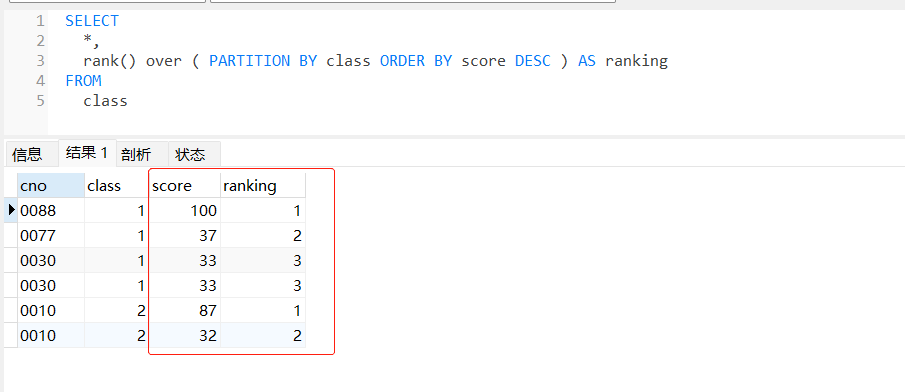 1 SELECT
2 *,
3 rank() over ( PARTITION BY class ORDER BY score DESC ) AS ranking
4 FROM
5 class
信息 结果 1 剖析 状态
cno class score ranking
0088 1 100 1
0077 1 37 2
0030 1 33 3
0030 1 33 3
0010 2 87 1
0010 2 32 2